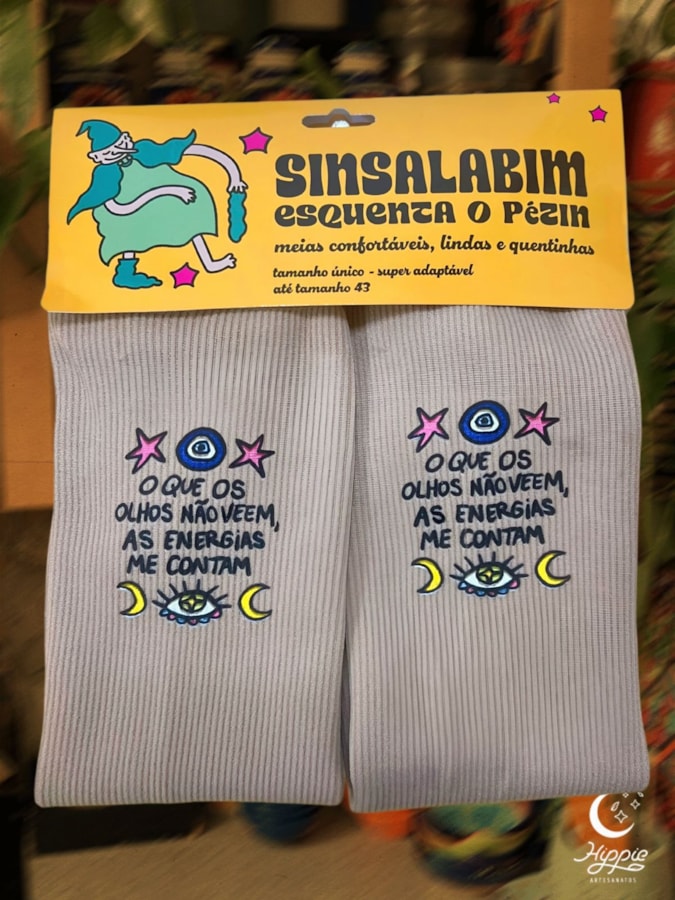 SINSALABIM
esquenta o pézin
meias confortáveis, lindas e quentinhas
tamanho único - super adaptável
até tamanho 43
O QUE OS
OLHOS NÃO VEEM,
AS ENERGIAS
ME CONTAM
O QUE OS
OLHOS NÃO VEEM,
AS ENERGIAS
ME CONTAM
Hippie
ARTESANATOS